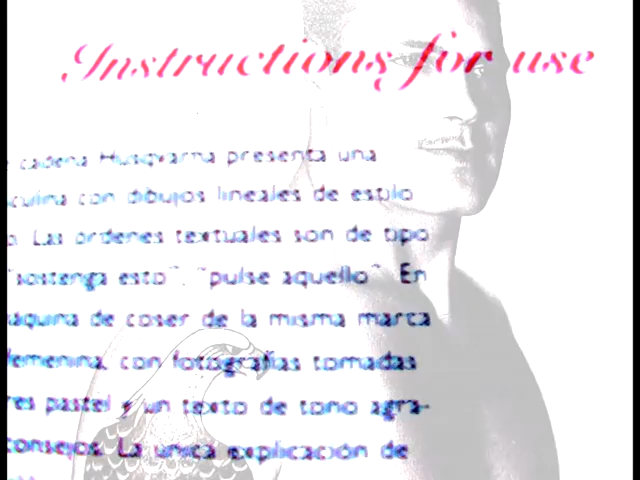 Instructions for use
cadena Husqvarna presenta una
culina con dibujos lineales de estilo
o. Las órdenes textuales son de tipo
"sostenga esto", "pulse aquello". En
áquina de coser de la misma marca
femenina, con fotografías tomadas
res pastel y un texto de tono agra-
consejos. La única explicación de